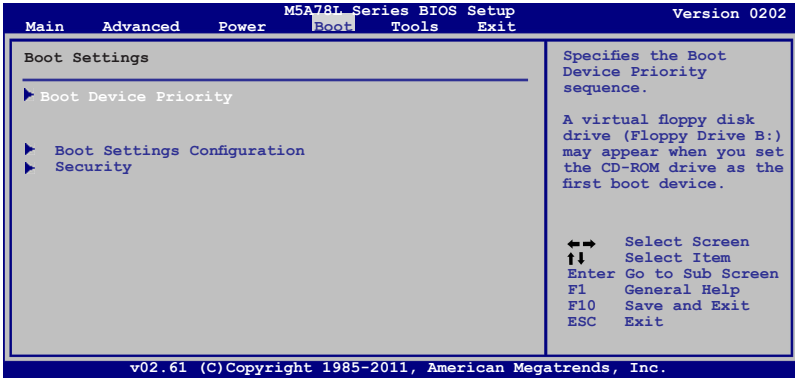 M5A78L Series BIOS Setup
Version 0202
Main Advanced Power Boot Tools Exit
Boot Settings
Boot Device Priority
Boot Settings Configuration
Security
Specifies the Boot
Device Priority
sequence.
A virtual floppy disk
drive (Floppy Drive B:)
may appear when you set
the CD-ROM drive as the
first boot device.
Select Screen
Select Item
Enter Go to Sub Screen
F1 General Help
F10 Save and Exit
ESC Exit
v02.61 (C)Copyright 1985-2011, American Megatrends, Inc.